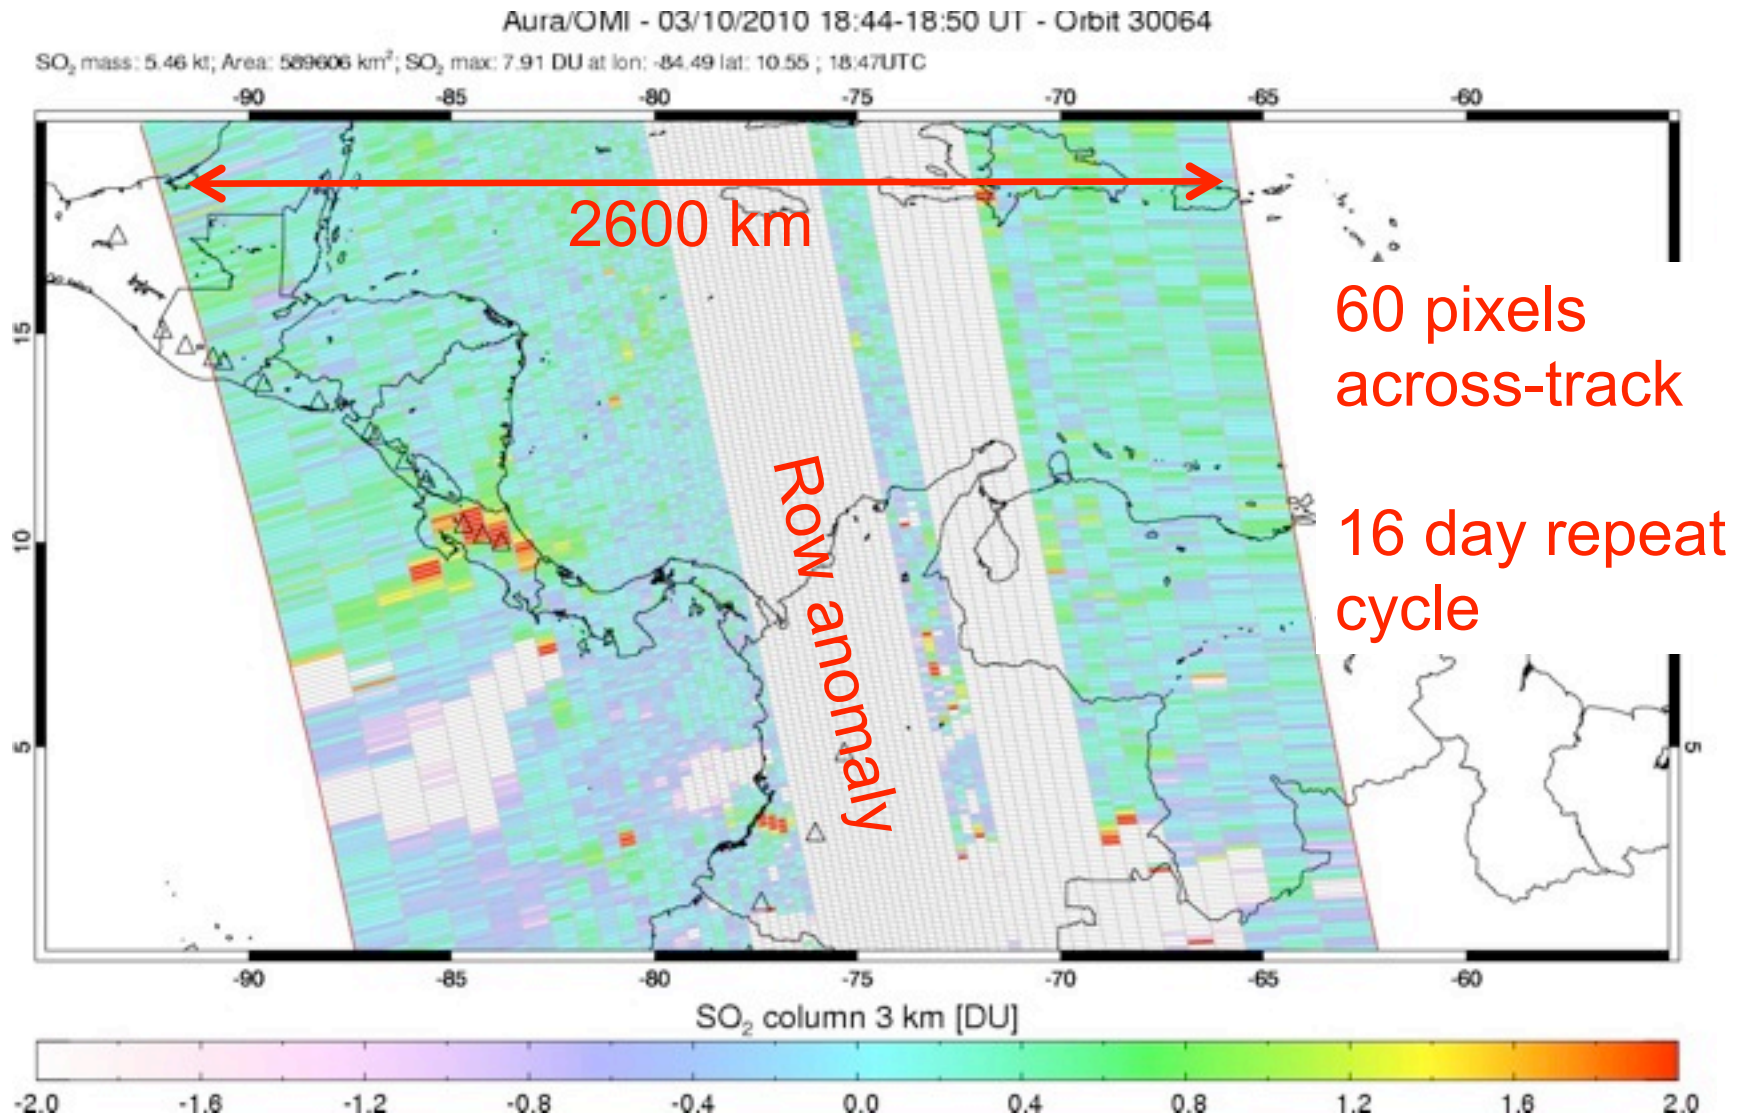 Aura/OMI - 03/10/2010 18:44-18:50 UT - Orbit 30064
SO2 mass: 5.46 kt; Area: 589606 km²; SO2 max: 7.91 DU at lon: -84.49 lat: 10.55 ; 18:47UTC
-90 -85 -80 -75 -70 -65 -60
2600 km
60 pixels
across-track
16 day repeat
cycle
Row anomaly
15
10
5
5
-90 -85 -80 -75 -70 -65 -60
SO2 column 3 km [DU]
-2.0 -1.6 -1.2 -0.8 -0.4 0.0 0.4 0.8 1.2 1.6 2.0